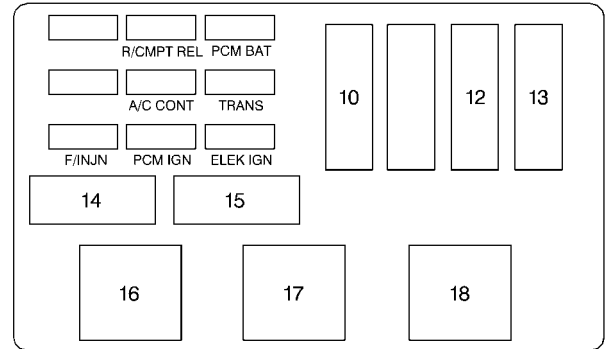 R/CMPT REL PCM BAT
A/C CONT TRANS
10 12 13
F/INJN PCM IGN ELEK IGN
14 15
16 17 18